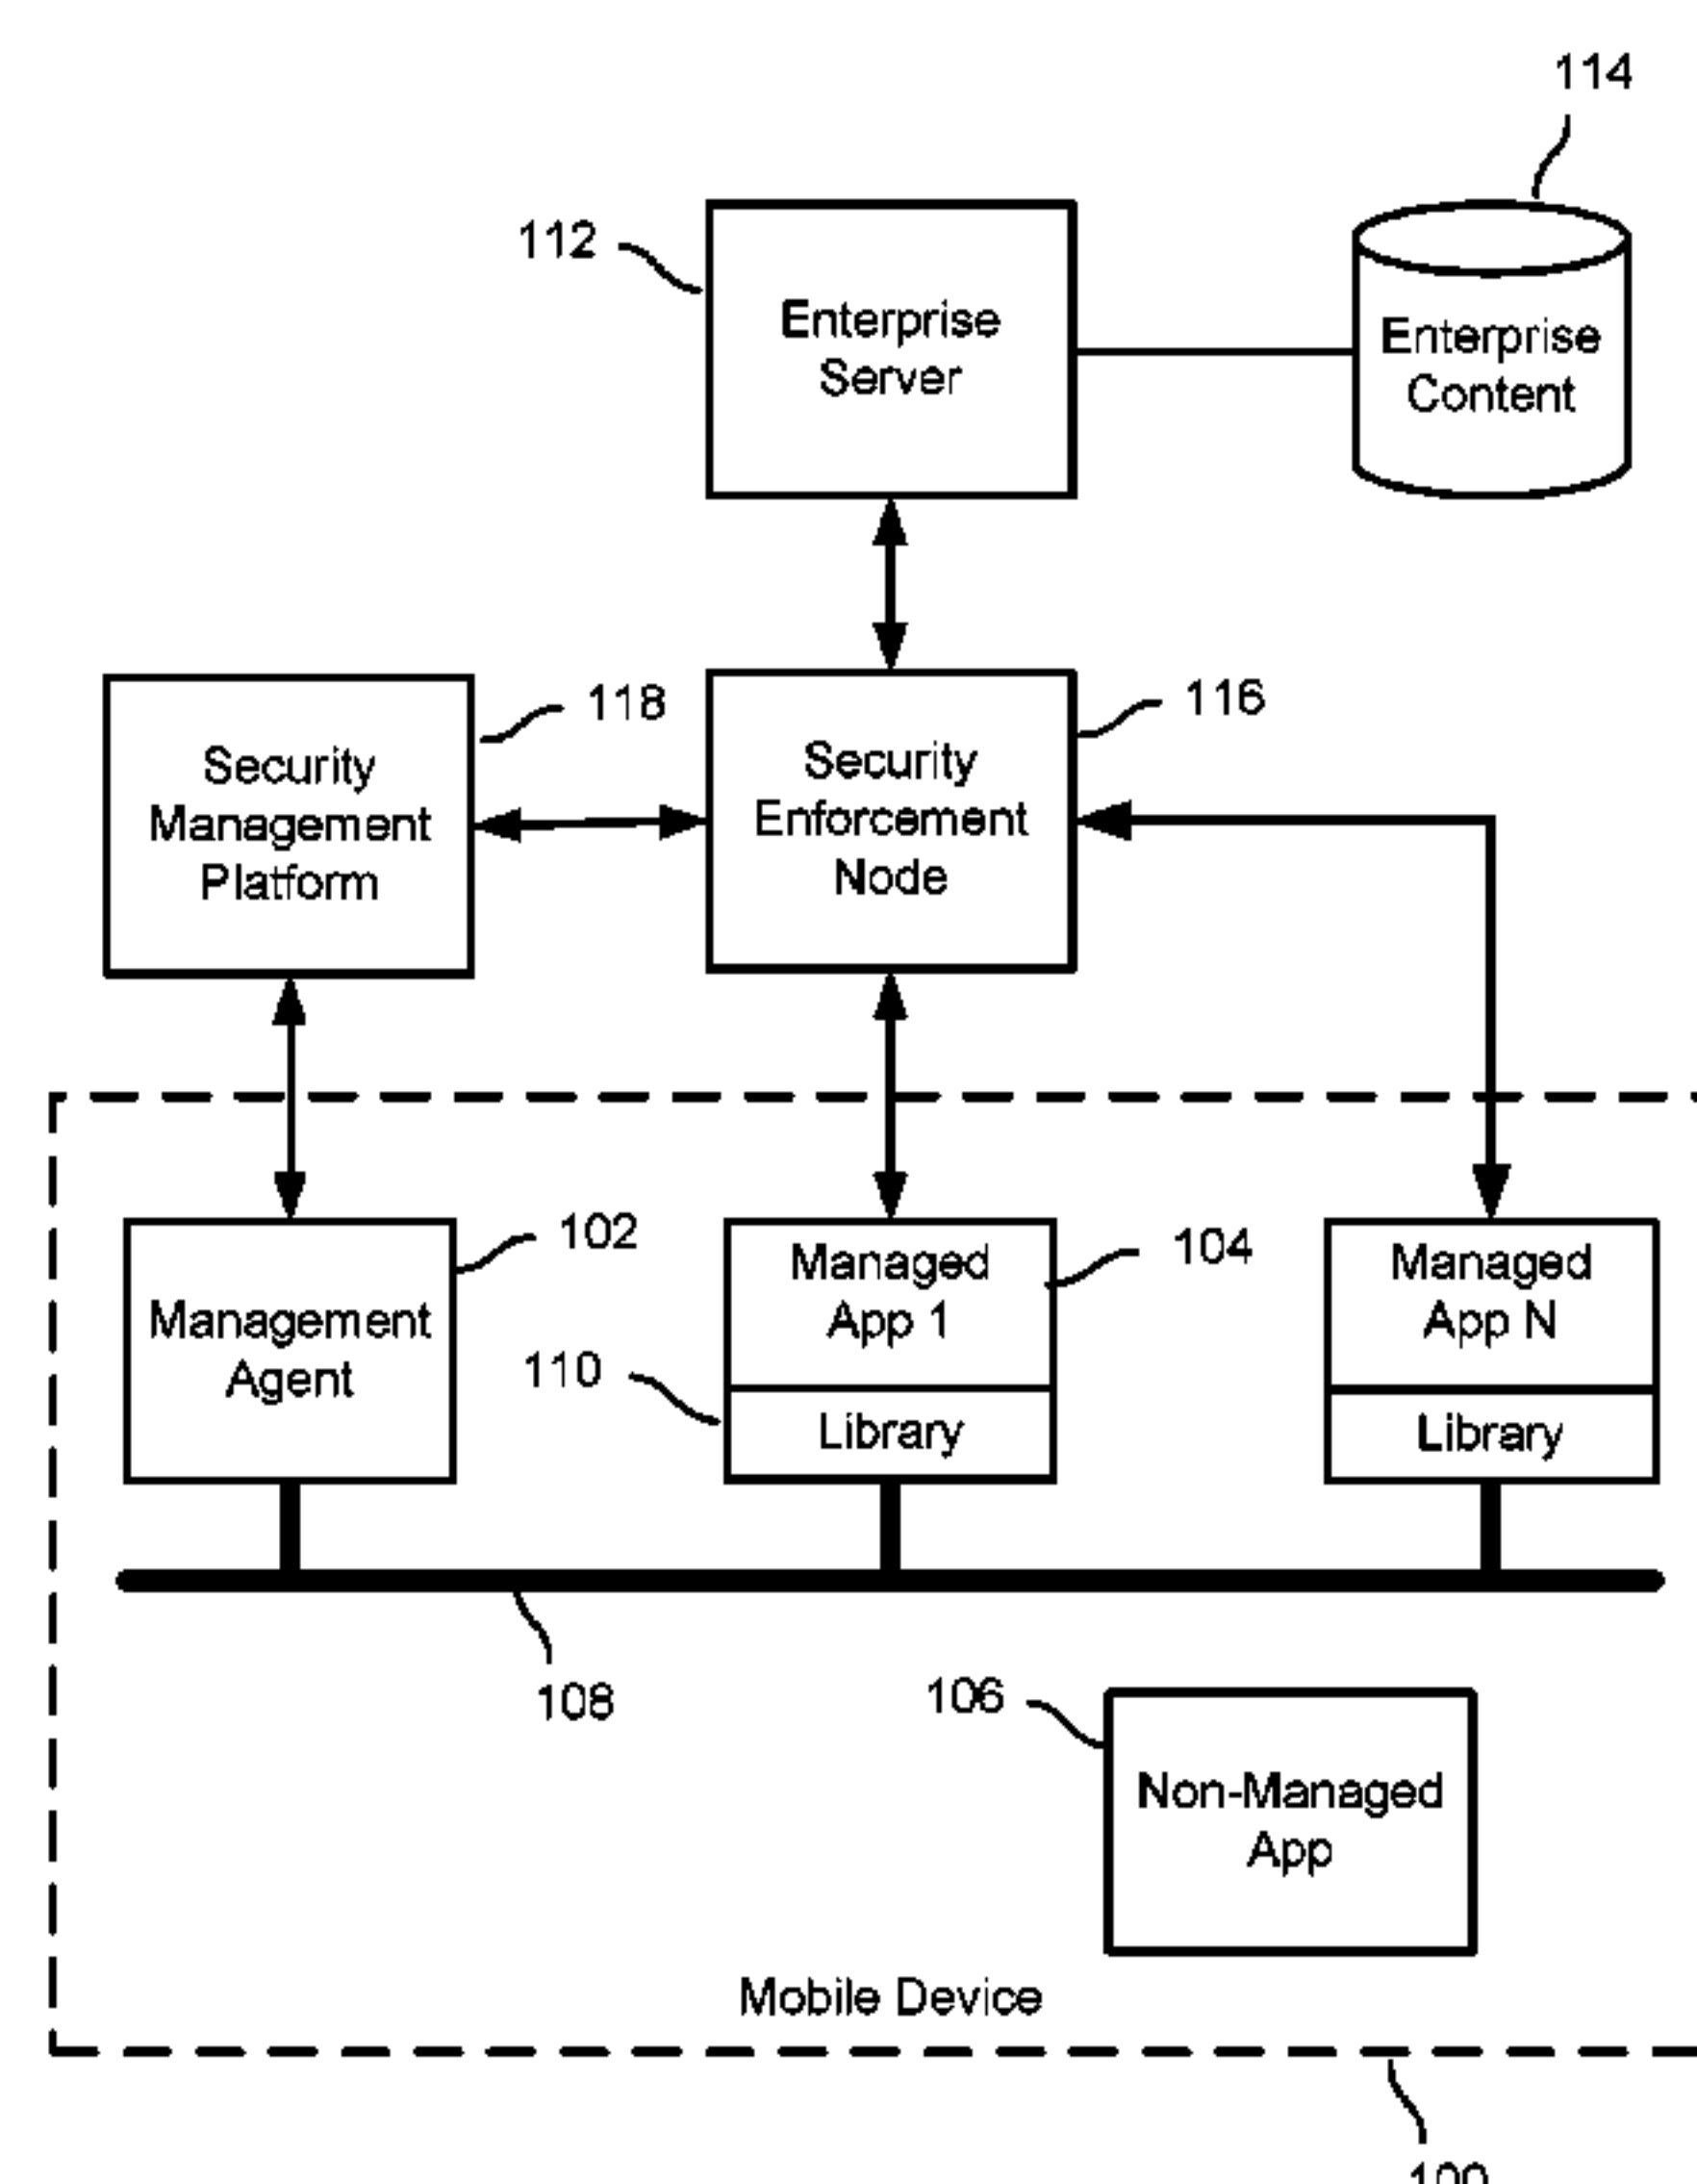 114
112
Enterprise
Server
Enterprise
Content
118
116
Security
Management
Platform
Security
Enforcement
Node
102
104
Management
Agent
Managed
App 1
110
Library
Managed
App N
Library
108
106
Non-Managed
App
Mobile Device
100